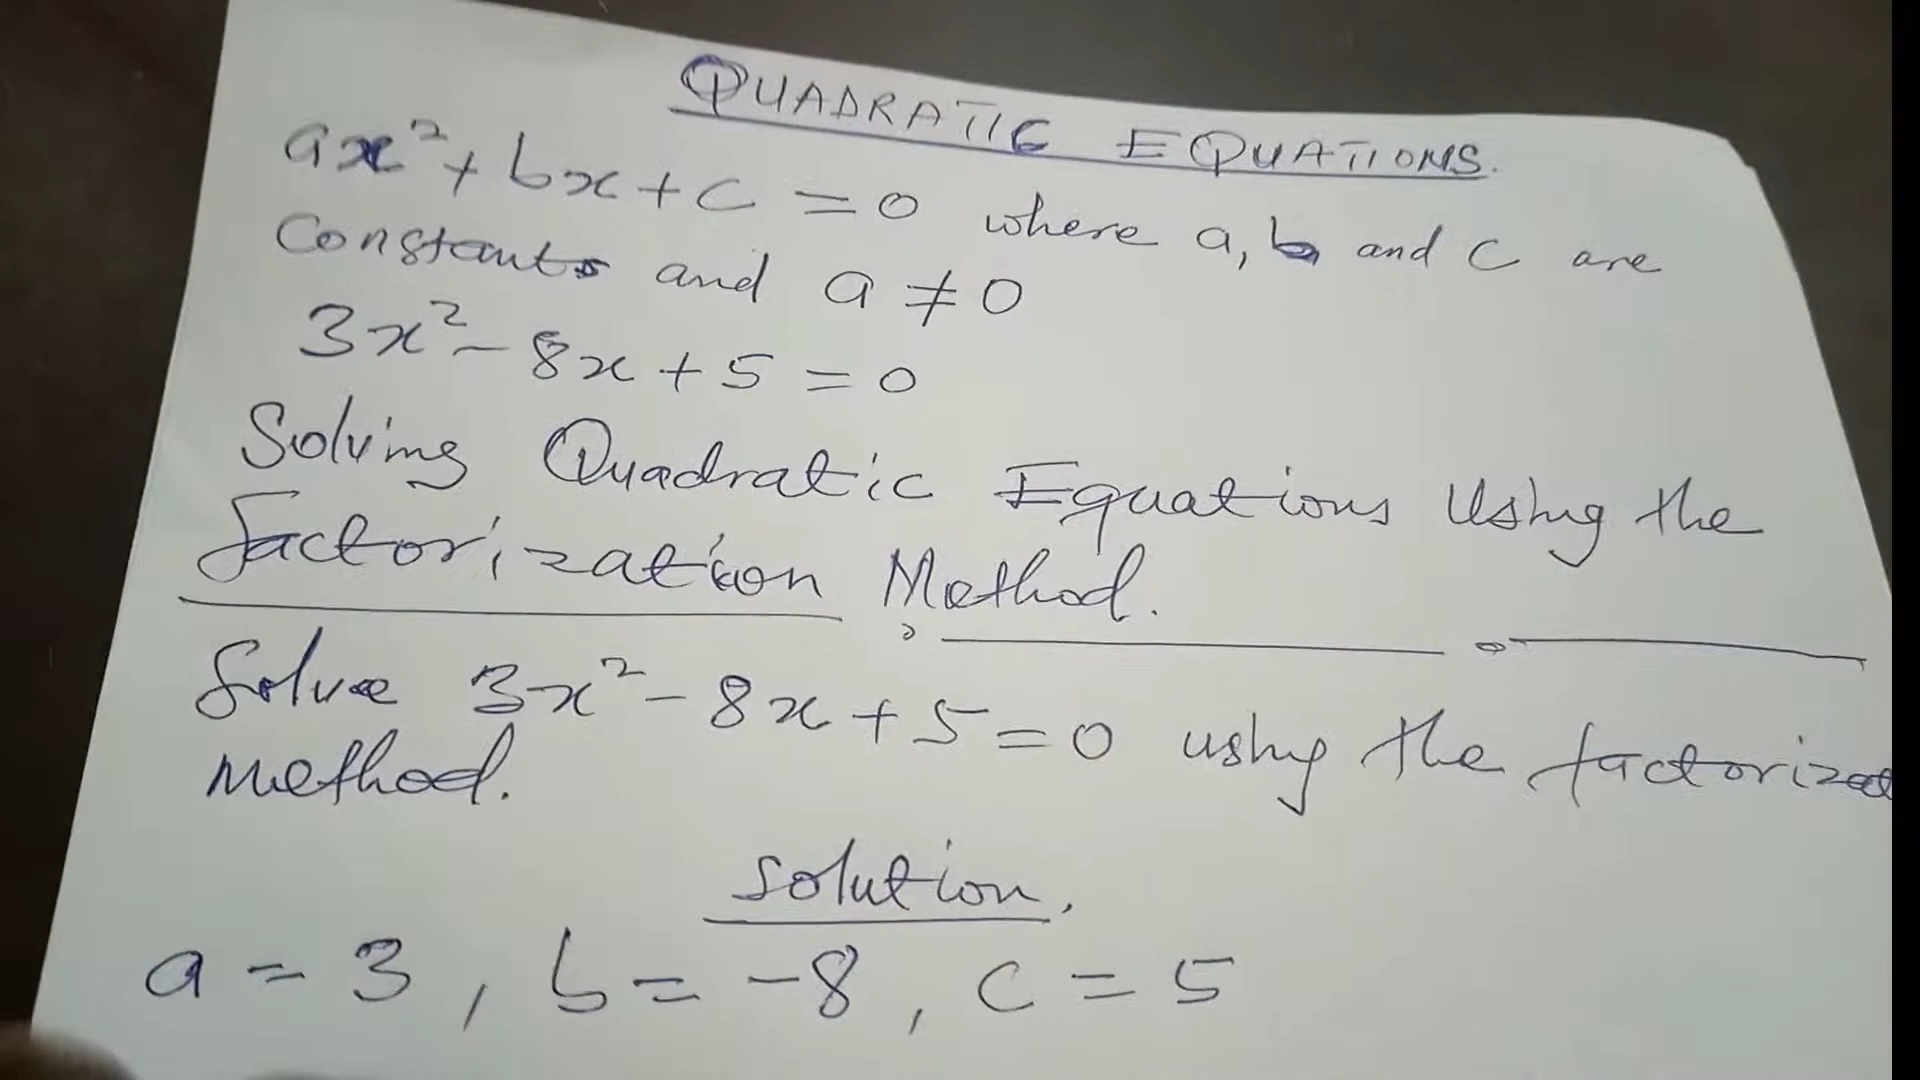 QUADRATIC EQUATIONS.
ax² + bx + c = 0 where a, b and c are
Constants and a ≠ 0
3x² - 8x + 5 = 0
Solving Quadratic Equations Using the
Factorization Method.
Solve 3x² - 8x + 5 = 0 using the factorizat
method.
solution.
a = 3, b = -8, c = 5